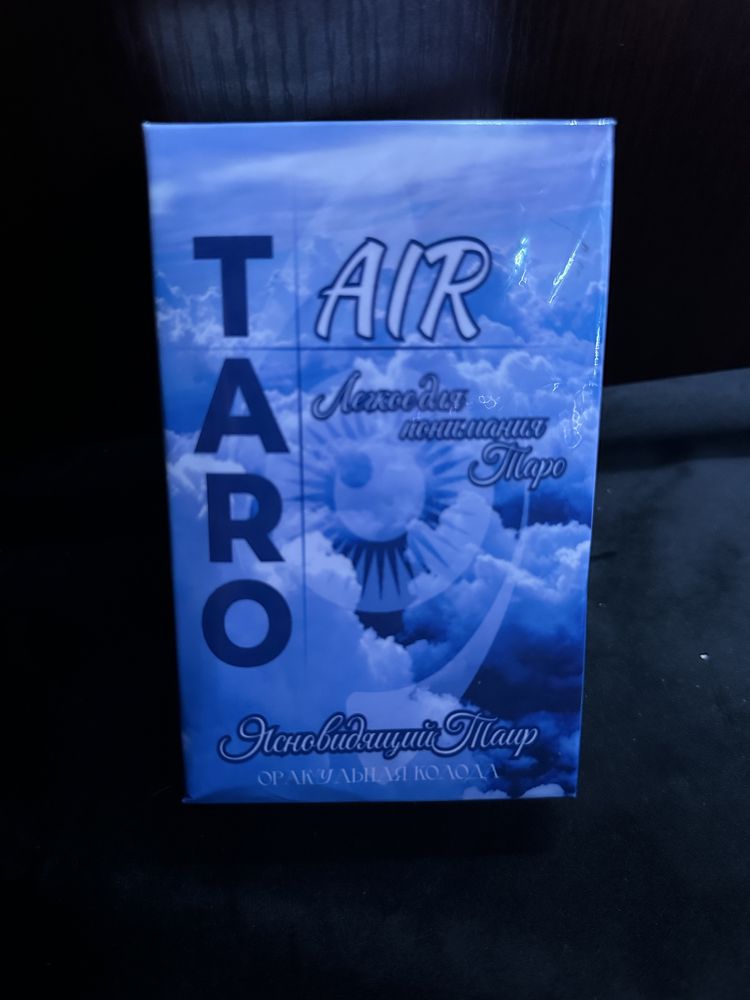 TARO
AIR
Легкое для
понимания
Таро
Ясновидящий Таир
ОРАКУЛЬНАЯ КОЛОДА